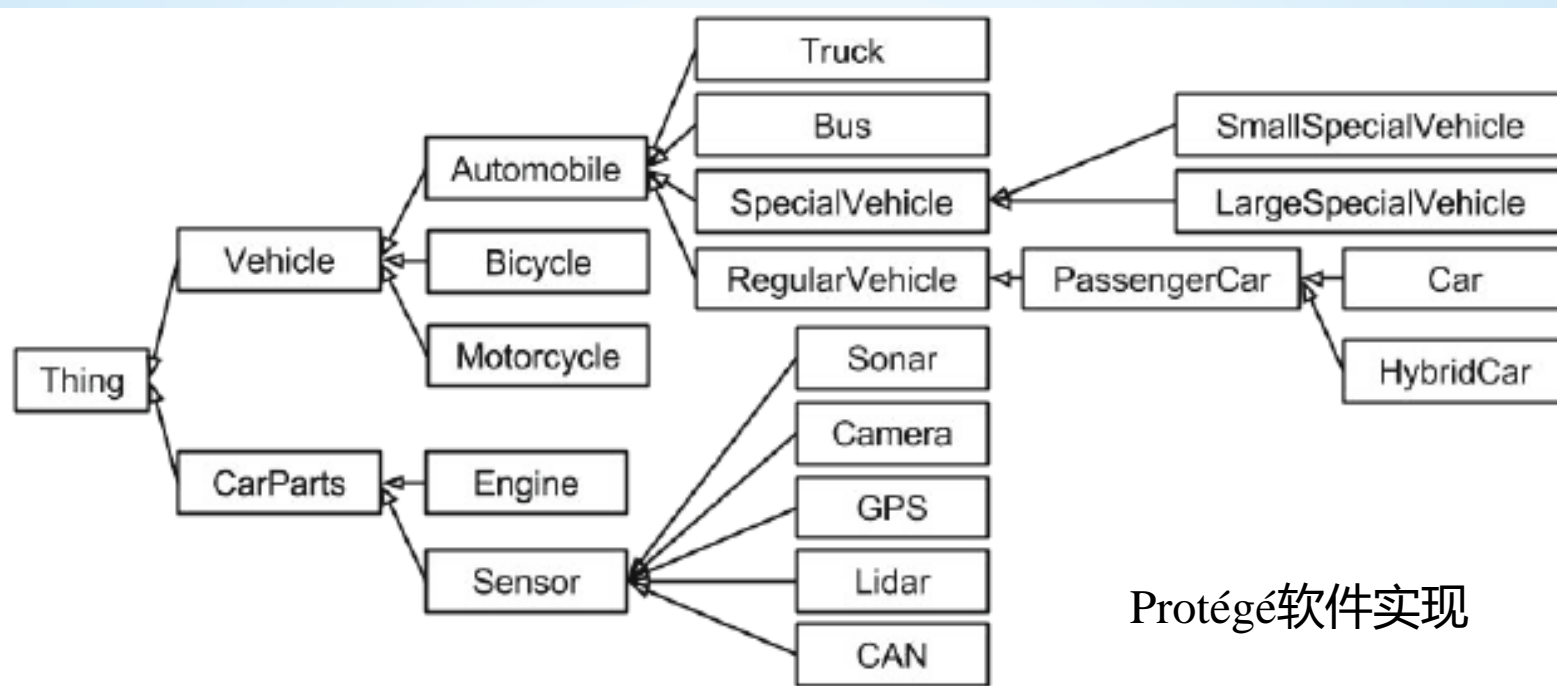 Truck
Bus
SmallSpecialVehicle
Automobile
SpecialVehicle
LargeSpecialVehicle
Vehicle
Bicycle
RegularVehicle
PassengerCar
Car
Motorcycle
Sonar
Thing
HybridCar
Camera
CarParts
Engine
GPS
Sensor
Lidar
Protégé软件实现
CAN